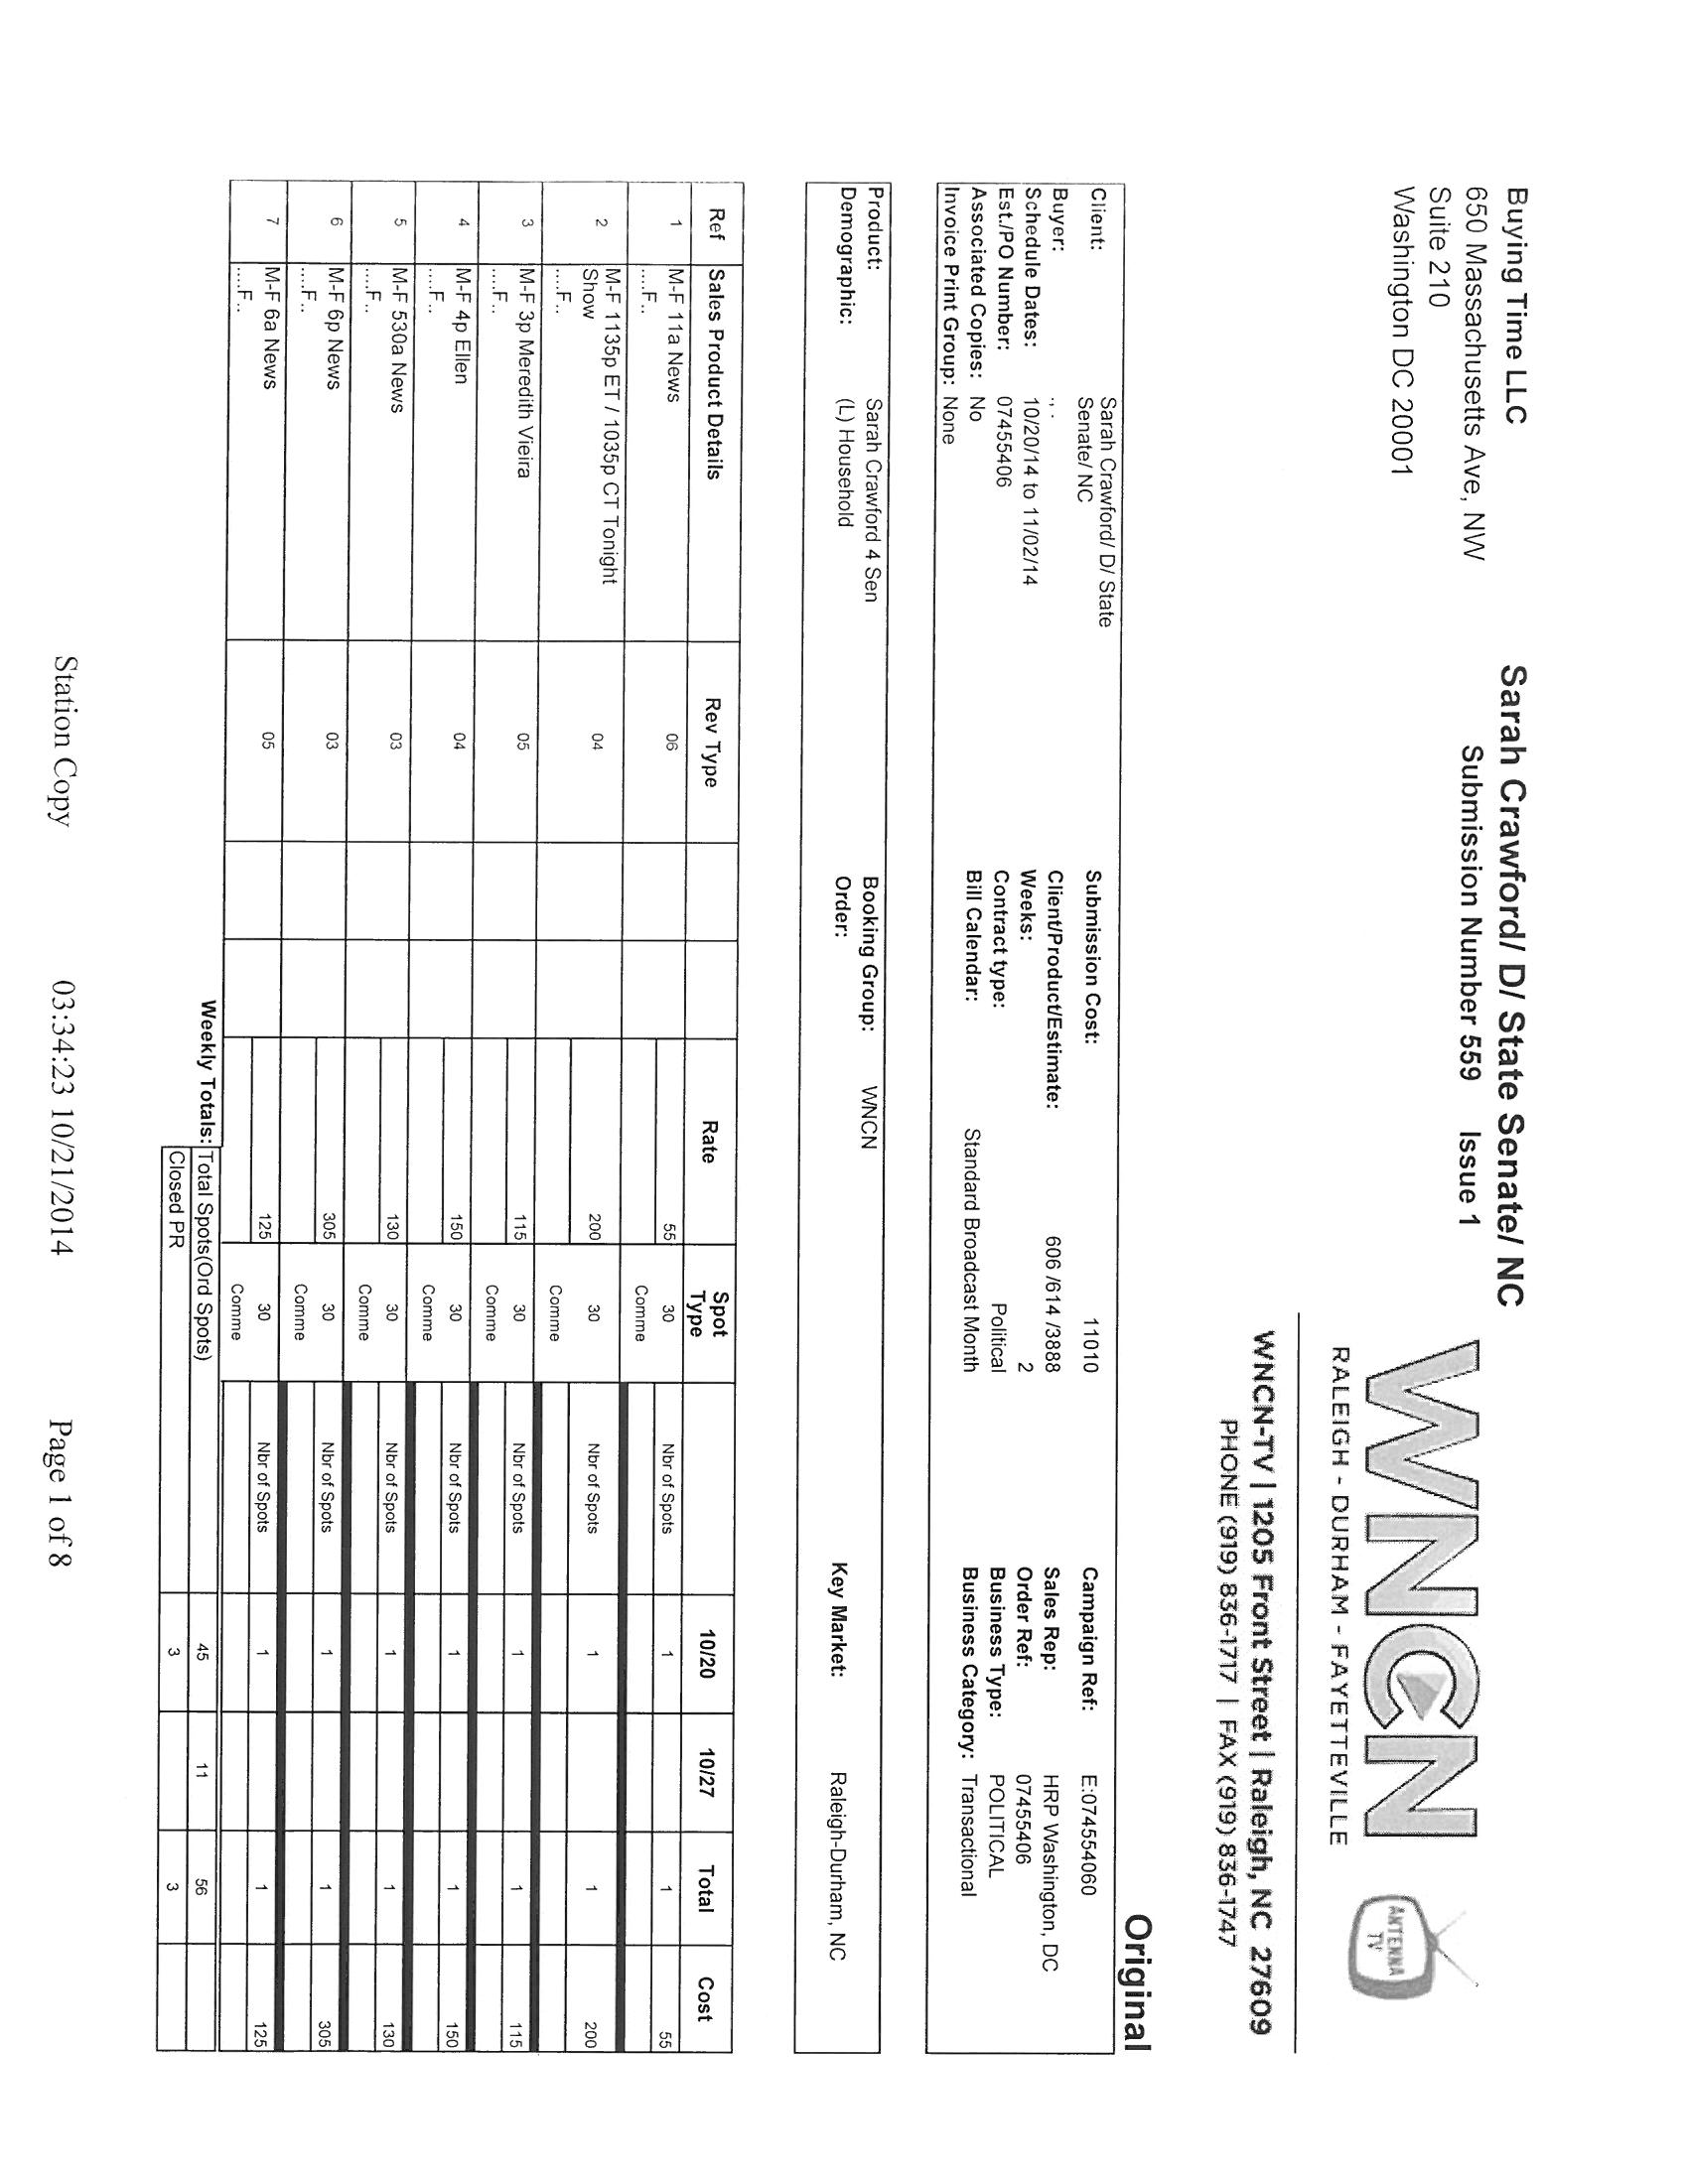 Buying Time LLC
650 Massachusetts Ave, NW
Suite 210
Washington DC 20001
Sarah Crawford/ D/ State Senate/ NC
Submission Number 559 Issue 1
WNCN
RALEIGH - DURHAM - FAYETTEVILLE
ANTENNA
TV
WNCN-TV | 1205 Front Street | Raleigh, NC 27609
PHONE (919) 836-1717 | FAX (919) 836-1747
Original
Client: Sarah Crawford/ D/ State Senate/ NC
Buyer: , .
Schedule Dates: 10/20/14 to 11/02/14
Est./PO Number: 07455406
Associated Copies: No
Invoice Print Group: None
Submission Cost: 11010
Client/Product/Estimate: 606 /614 /3888
Weeks: 2
Contract type: Political
Bill Calendar: Standard Broadcast Month
Campaign Ref: E:074554060
Sales Rep: HRP Washington, DC
Order Ref: 07455406
Business Type: POLITICAL
Business Category: Transactional
Product: Sarah Crawford 4 Sen
Demographic: (L) Household
Booking Group: WNCN
Order:
Key Market: Raleigh-Durham, NC
Ref Sales Product Details Rev Type Rate Spot Type 10/20 10/27 Total Cost
1 M-F 11a News 06 55 30 Nbr of Spots 1 1 55
....F.. Comme
2 M-F 1135p ET / 1035p CT Tonight 04 200 30 Nbr of Spots 1 1 200
Show
....F.. Comme
3 M-F 3p Meredith Vieira 05 115 30 Nbr of Spots 1 1 115
....F.. Comme
4 M-F 4p Ellen 04 150 30 Nbr of Spots 1 1 150
....F.. Comme
5 M-F 530a News 03 130 30 Nbr of Spots 1 1 130
....F.. Comme
6 M-F 6p News 03 305 30 Nbr of Spots 1 1 305
....F.. Comme
7 M-F 6a News 05 125 30 Nbr of Spots 1 1 125
....F.. Comme
Weekly Totals: Total Spots(Ord Spots) 45 11 56
Closed PR 3 3
Station Copy 03:34:23 10/21/2014 Page 1 of 8